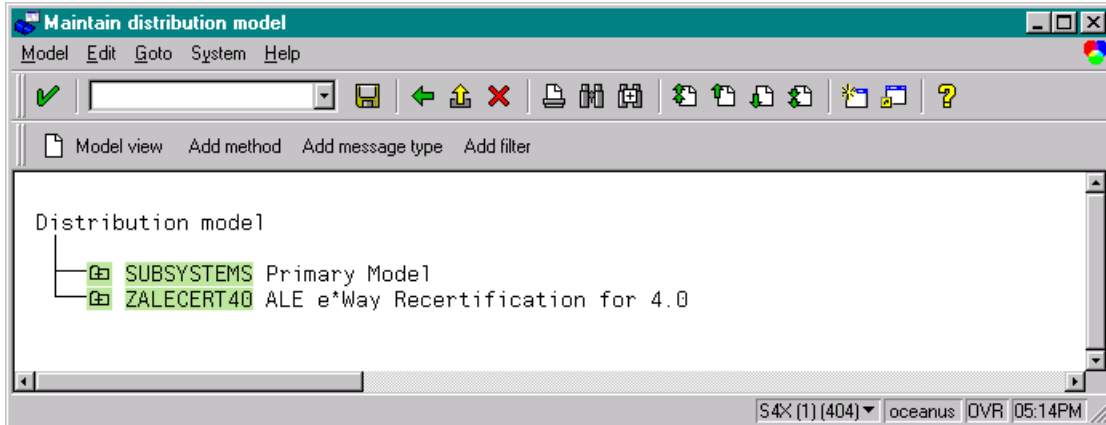 Maintain distribution model
Model Edit Goto System Help
Model view Add method Add message type Add filter
Distribution model
SUBSYSTEMS Primary Model
ZALECERT40 ALE e*Way Recertification for 4.0
S4X (1) (404) oceanus OVR 05:14PM